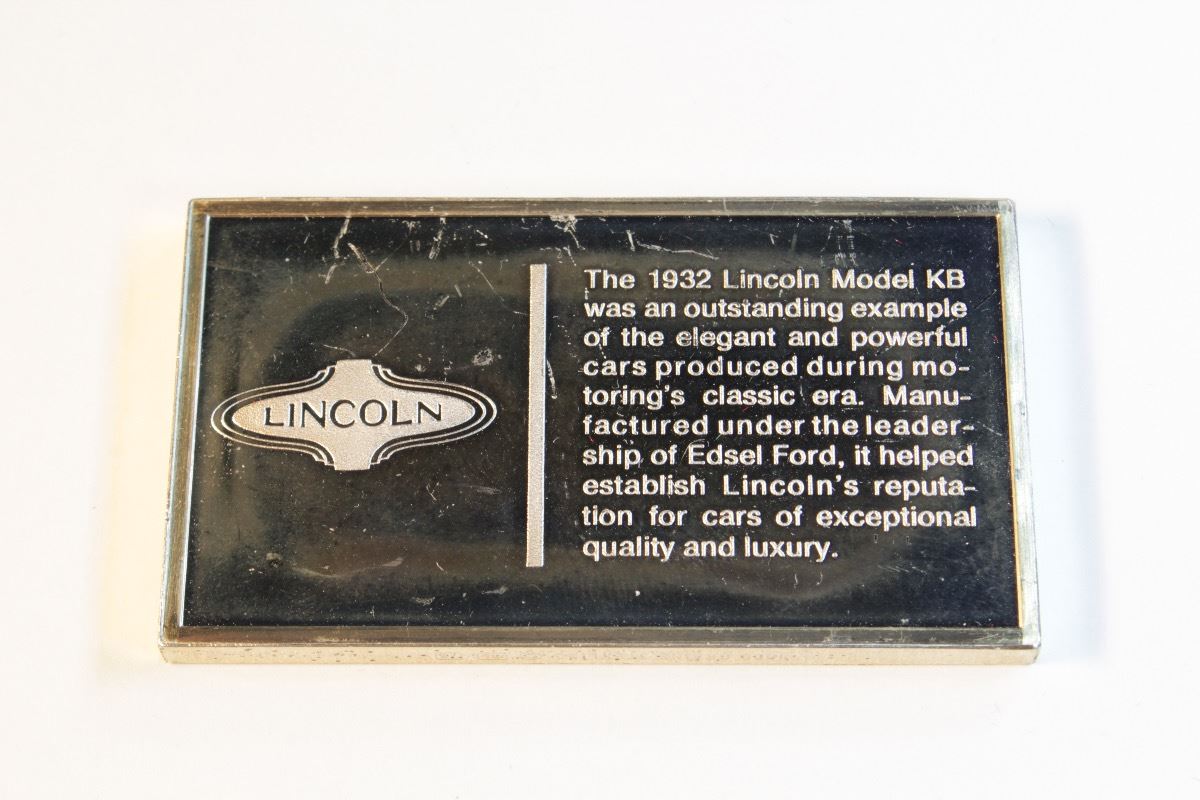 LINCOLN
The 1932 Lincoln Model KB
was an outstanding example
of the elegant and powerful
cars produced during mo-
toring's classic era. Manu-
factured under the leader-
ship of Edsel Ford, it helped
establish Lincoln's reputa-
tion for cars of exceptional
quality and luxury.